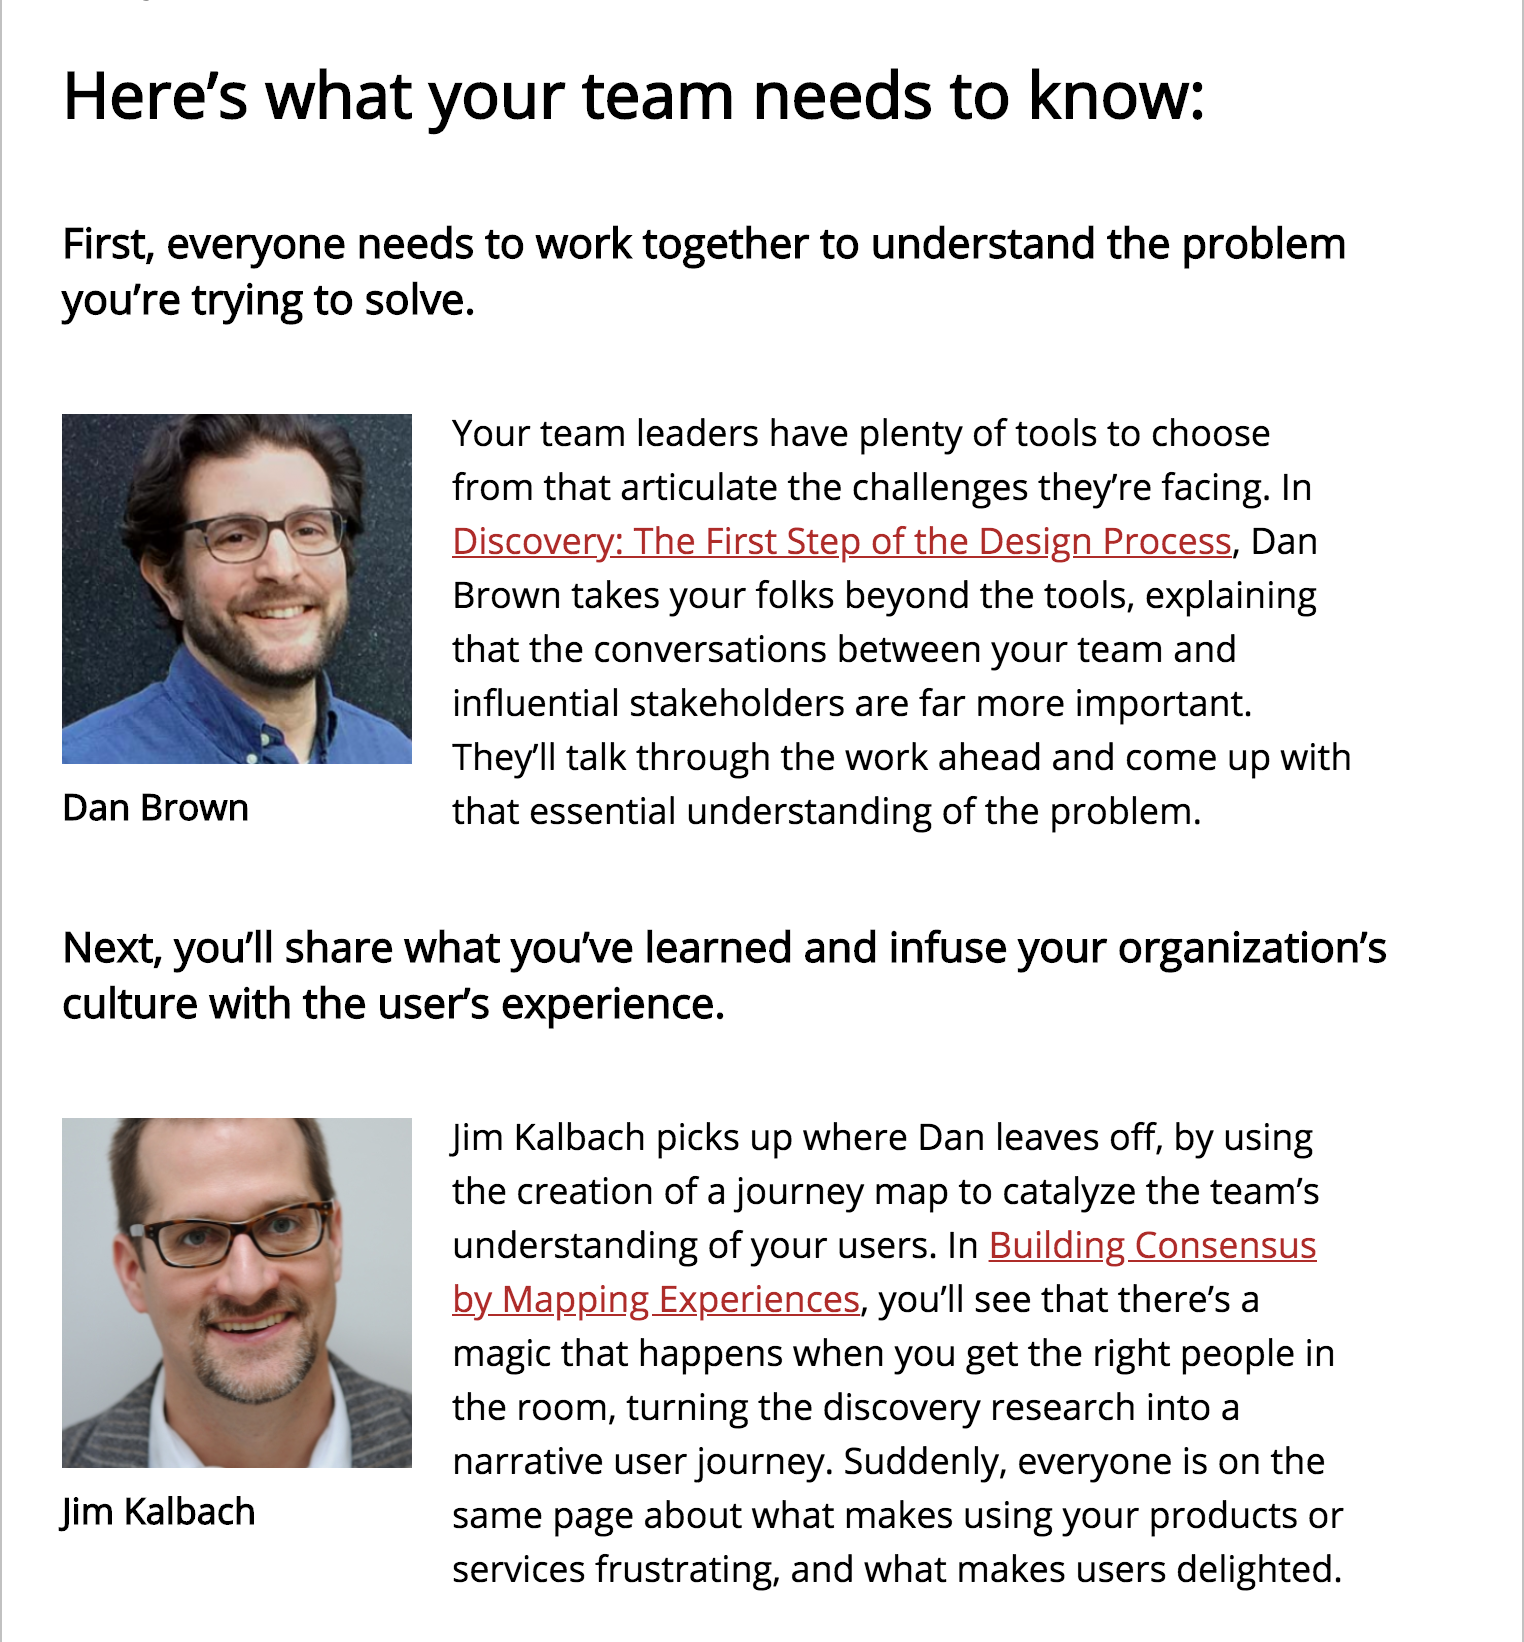 Here’s what your team needs to know:
First, everyone needs to work together to understand the problem
you’re trying to solve.
Your team leaders have plenty of tools to choose
from that articulate the challenges they’re facing. In
Discovery: The First Step of the Design Process, Dan
Brown takes your folks beyond the tools, explaining
that the conversations between your team and
influential stakeholders are far more important.
They’ll talk through the work ahead and come up with
that essential understanding of the problem.
Dan Brown
Next, you’ll share what you’ve learned and infuse your organization’s
culture with the user’s experience.
Jim Kalbach picks up where Dan leaves off, by using
the creation of a journey map to catalyze the team’s
understanding of your users. In Building Consensus
by Mapping Experiences, you’ll see that there’s a
magic that happens when you get the right people in
the room, turning the discovery research into a
narrative user journey. Suddenly, everyone is on the
same page about what makes using your products or
services frustrating, and what makes users delighted.
Jim Kalbach